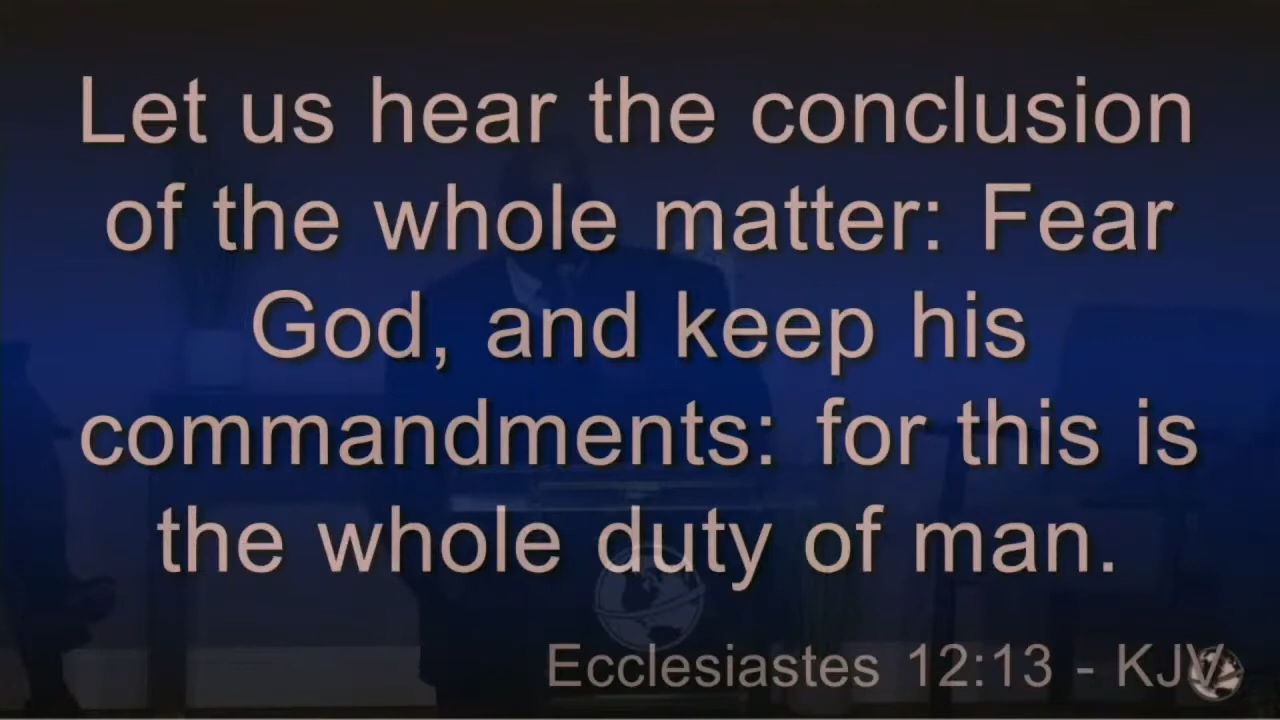 Let us hear the conclusion
of the whole matter: Fear
God, and keep his
commandments: for this is
the whole duty of man.
Ecclesiastes 12:13 - KJV